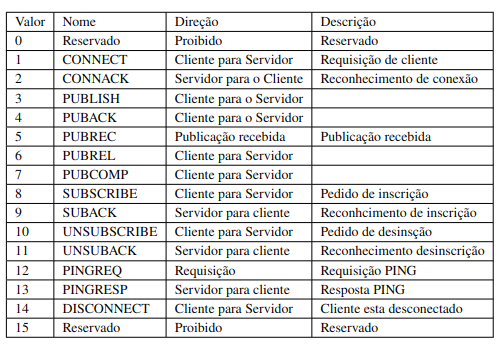 Valor Nome Direção Descrição
0 Reservado Proibido Reservado
1 CONNECT Cliente para Servidor Requisição de cliente
2 CONNACK Servidor para o Cliente Reconhecimento de conexão
3 PUBLISH Cliente para o Servidor
4 PUBACK Cliente para o Servidor
5 PUBREC Publicação recebida Publicação recebida
6 PUBREL Cliente para Servidor
7 PUBCOMP Cliente para Servidor
8 SUBSCRIBE Cliente para Servidor Pedido de inscrição
9 SUBACK Servidor para cliente Reconhcimento de inscrição
10 UNSUBSCRIBE Cliente para Servidor Pedido de desinsção
11 UNSUBACK Servidor para cliente Reconhecimento desinscrição
12 PINGREQ Requisição Requisição PING
13 PINGRESP Servidor para cliente Resposta PING
14 DISCONNECT Cliente para Servidor Cliente esta desconectado
15 Reservado Proibido Reservado